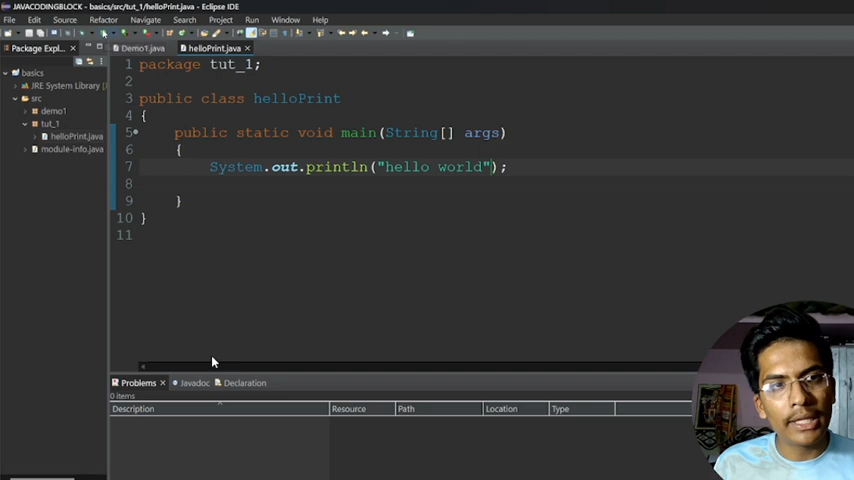 JAVACODINGBLOCK - basics/src/tut_1/helloPrint.java - Eclipse IDE
File Edit Source Refactor Navigate Search Project Run Window Help
Package Expl...
Demo1.java
helloPrint.java
basics
JRE System Library [
src
demo1
tut_1
helloPrint.java
module-info.java
1 package tut_1;
2
3 public class helloPrint
4 {
5 public static void main(String[] args)
6 {
7 System.out.println("hello world");
8
9 }
10 }
11
Problems Javadoc Declaration
0 items
Description Resource Path Location Type